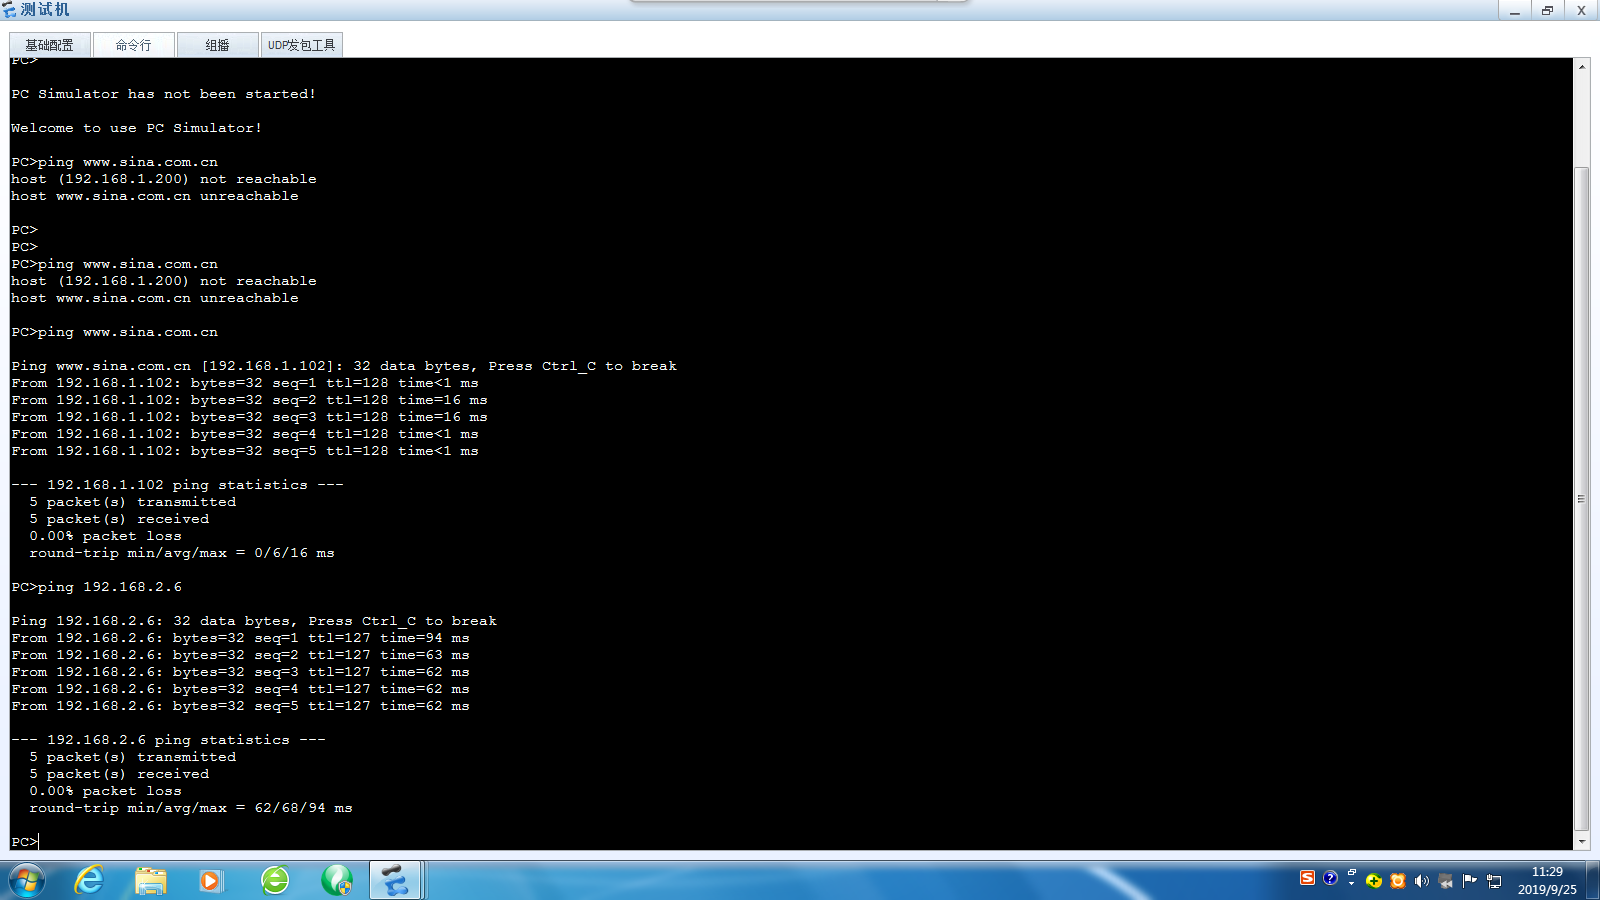 测试机
基础配置 命令行 组播 UDP发包工具
PC>
PC Simulator has not been started!
Welcome to use PC Simulator!
PC>ping www.sina.com.cn
host (192.168.1.200) not reachable
host www.sina.com.cn unreachable
PC>
PC>
PC>ping www.sina.com.cn
host (192.168.1.200) not reachable
host www.sina.com.cn unreachable
PC>ping www.sina.com.cn
Ping www.sina.com.cn [192.168.1.102]: 32 data bytes, Press Ctrl_C to break
From 192.168.1.102: bytes=32 seq=1 ttl=128 time<1 ms
From 192.168.1.102: bytes=32 seq=2 ttl=128 time=16 ms
From 192.168.1.102: bytes=32 seq=3 ttl=128 time=16 ms
From 192.168.1.102: bytes=32 seq=4 ttl=128 time<1 ms
From 192.168.1.102: bytes=32 seq=5 ttl=128 time<1 ms
--- 192.168.1.102 ping statistics ---
5 packet(s) transmitted
5 packet(s) received
0.00% packet loss
round-trip min/avg/max = 0/6/16 ms
PC>ping 192.168.2.6
Ping 192.168.2.6: 32 data bytes, Press Ctrl_C to break
From 192.168.2.6: bytes=32 seq=1 ttl=127 time=94 ms
From 192.168.2.6: bytes=32 seq=2 ttl=127 time=63 ms
From 192.168.2.6: bytes=32 seq=3 ttl=127 time=62 ms
From 192.168.2.6: bytes=32 seq=4 ttl=127 time=62 ms
From 192.168.2.6: bytes=32 seq=5 ttl=127 time=62 ms
--- 192.168.2.6 ping statistics ---
5 packet(s) transmitted
5 packet(s) received
0.00% packet loss
round-trip min/avg/max = 62/68/94 ms
PC>
11:29
2019/9/25